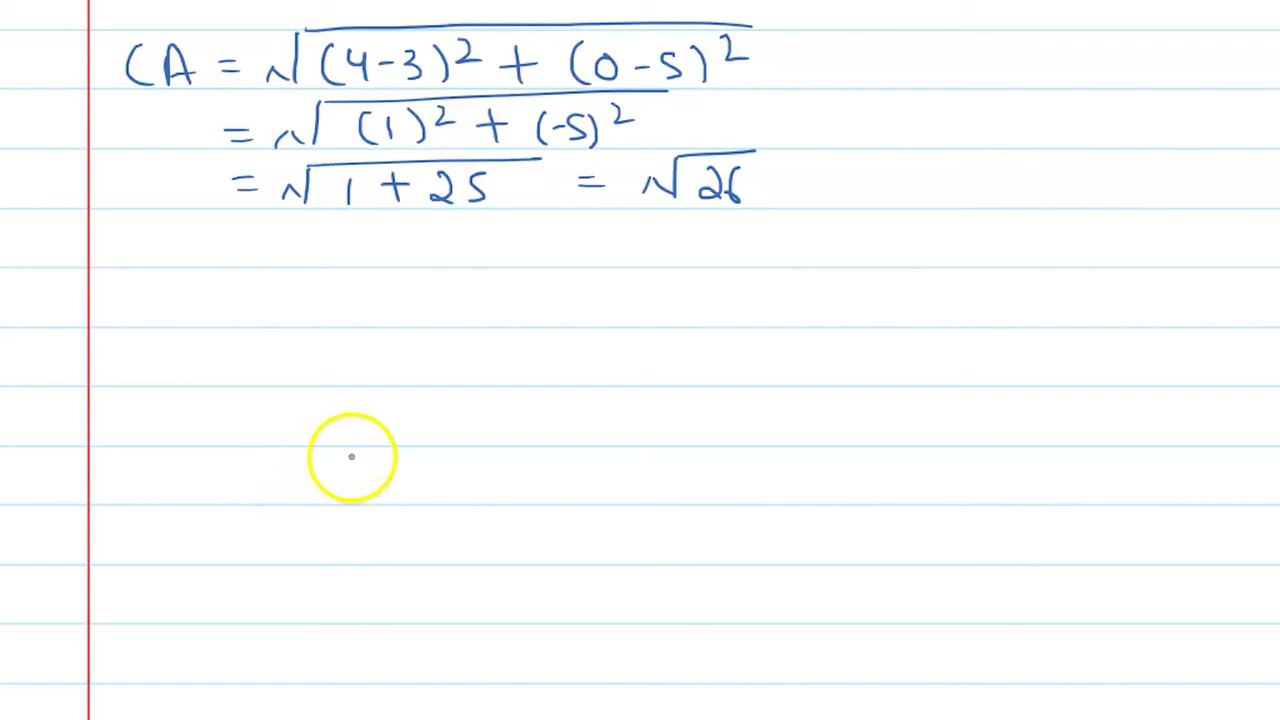 CA = √(4-3)² + (0-5)²
= √(1)² + (-5)²
= √1 + 25 = √26